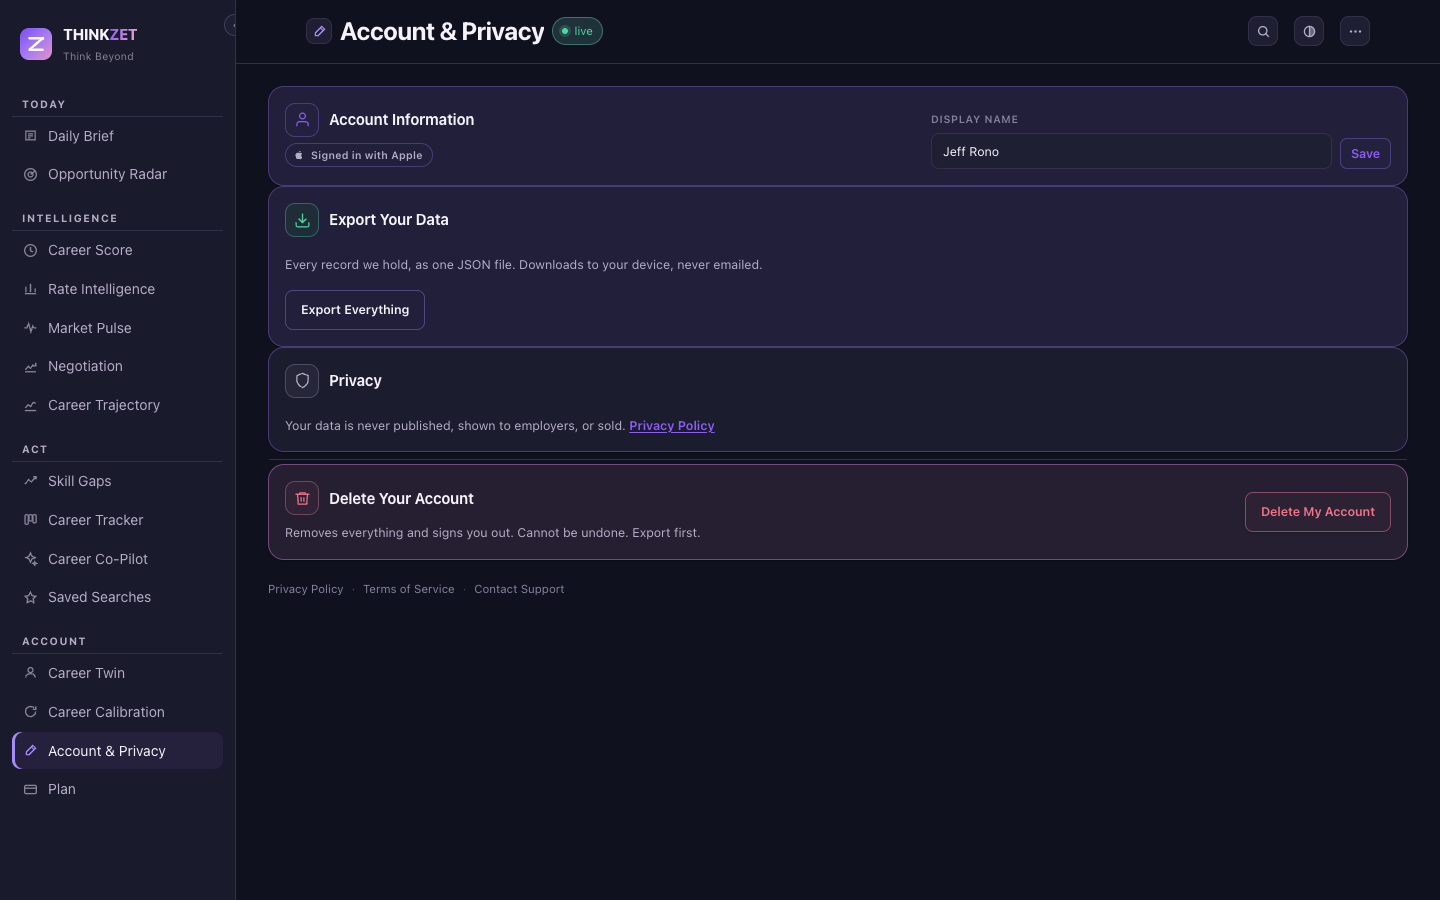 THINKZET
Think Beyond
TODAY
Daily Brief
Opportunity Radar
INTELLIGENCE
Career Score
Rate Intelligence
Market Pulse
Negotiation
Career Trajectory
ACT
Skill Gaps
Career Tracker
Career Co-Pilot
Saved Searches
ACCOUNT
Career Twin
Career Calibration
Account & Privacy
Plan
Account & Privacy
live
Account Information
Signed in with Apple
DISPLAY NAME
Jeff Rono
Save
Export Your Data
Every record we hold, as one JSON file. Downloads to your device, never emailed.
Export Everything
Privacy
Your data is never published, shown to employers, or sold. Privacy Policy
Delete Your Account
Removes everything and signs you out. Cannot be undone. Export first.
Delete My Account
Privacy Policy · Terms of Service · Contact Support